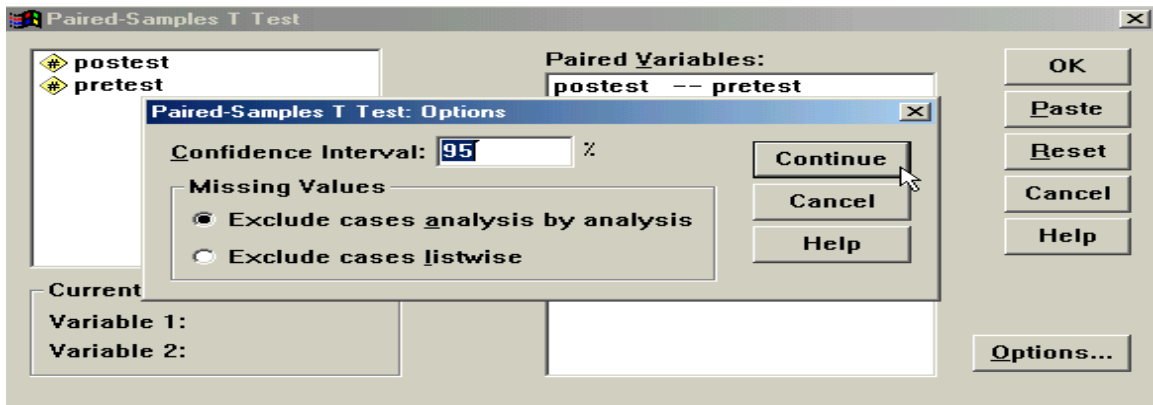 Paired-Samples T Test
postest
pretest
Paired Variables:
postest -- pretest
OK
Paste
Reset
Cancel
Help
Paired-Samples T Test: Options
Confidence Interval: 95 %
Missing Values
Exclude cases analysis by analysis
Exclude cases listwise
Continue
Cancel
Help
Current
Variable 1:
Variable 2:
Options...